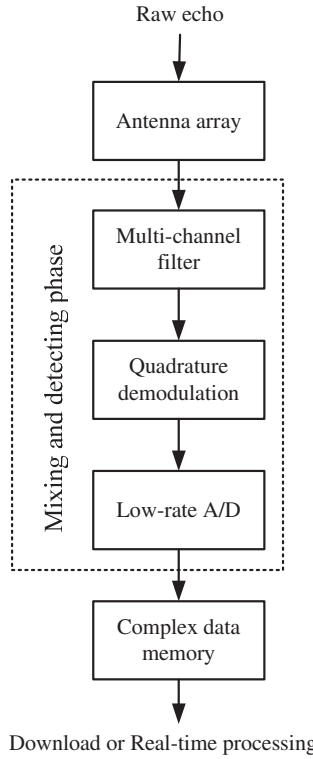 Raw echo
Antenna array
Mixing and detecting phase
Multi-channel
filter
Quadrature
demodulation
Low-rate A/D
Complex data
memory
Download or Real-time processing